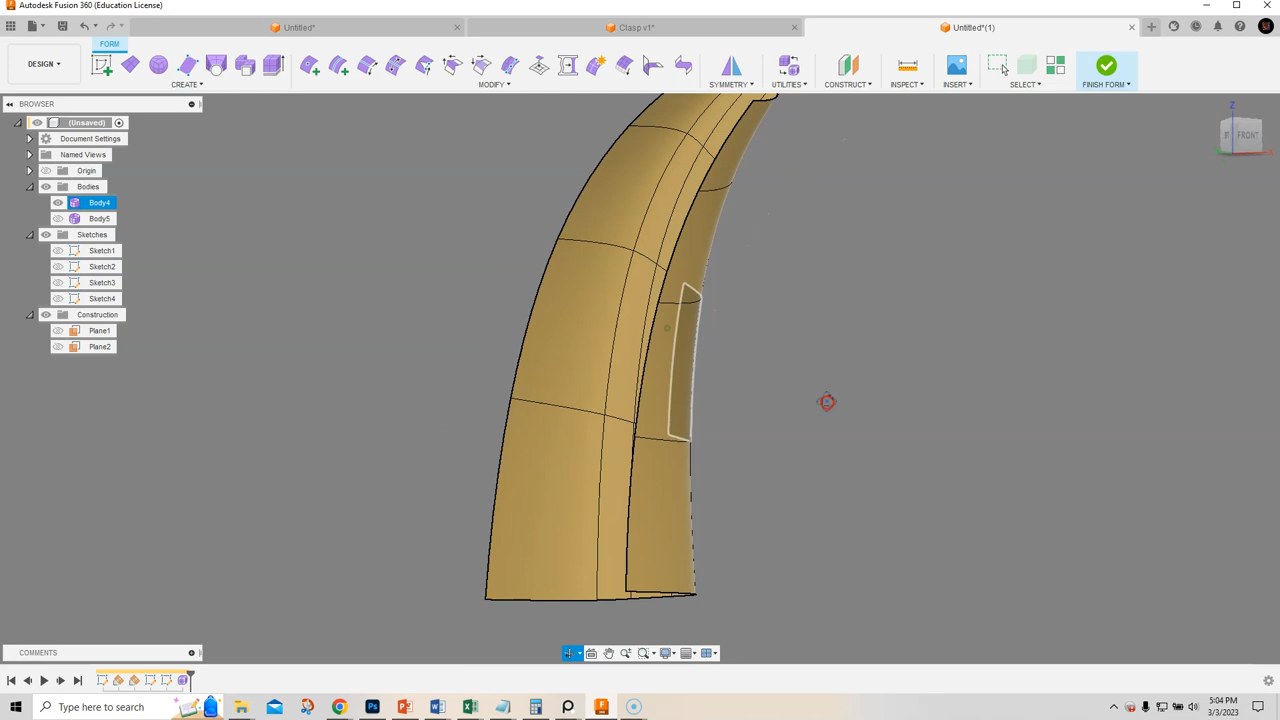 Autodesk Fusion 360 (Education License)
Untitled*
Clasp v1*
Untitled*(1)
FORM
DESIGN
CREATE
MODIFY
SYMMETRY
UTILITIES
CONSTRUCT
INSPECT
INSERT
SELECT
FINISH FORM
BROWSER
(Unsaved)
Document Settings
Named Views
Origin
Bodies
Body4
Body5
Sketches
Sketch1
Sketch2
Sketch3
Sketch4
Construction
Plane1
Plane2
Z
FRONT
COMMENTS
Type here to search
5:04 PM
3/3/2023